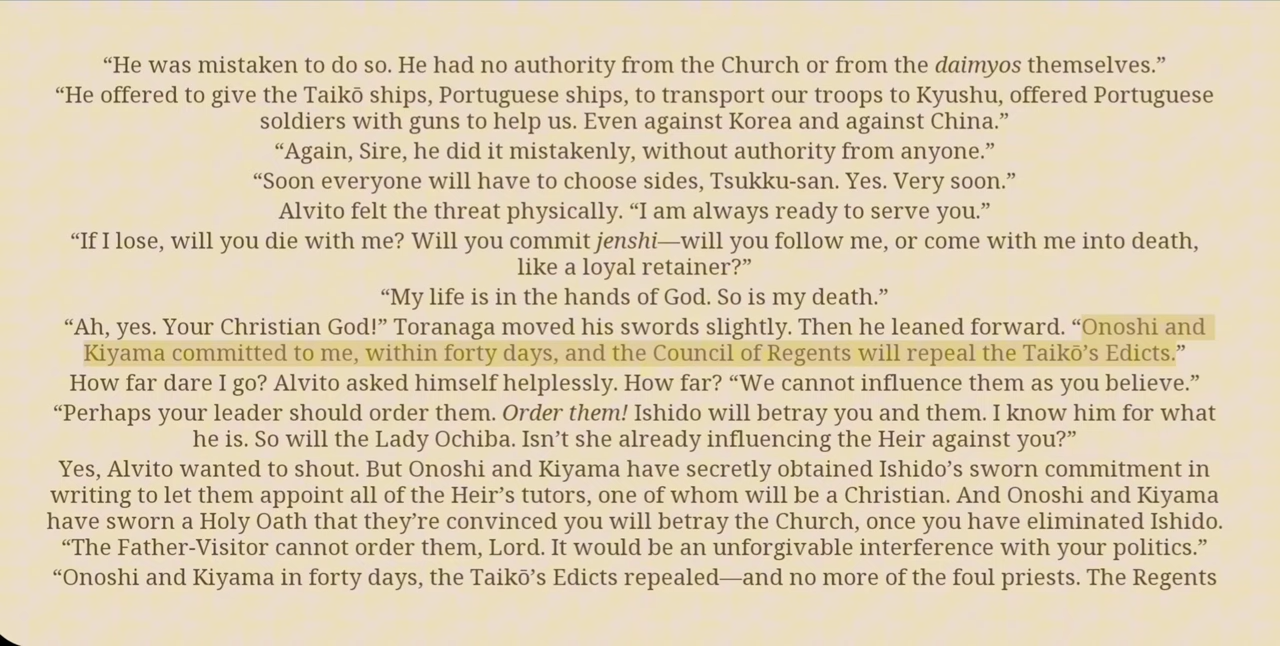 “He was mistaken to do so. He had no authority from the Church or from the daimyos themselves.”
“He offered to give the Taikō ships, Portuguese ships, to transport our troops to Kyushu, offered Portuguese
soldiers with guns to help us. Even against Korea and against China.”
“Again, Sire, he did it mistakenly, without authority from anyone.”
“Soon everyone will have to choose sides, Tsukku-san. Yes. Very soon.”
Alvito felt the threat physically. “I am always ready to serve you.”
“If I lose, will you die with me? Will you commit jenshi—will you follow me, or come with me into death,
like a loyal retainer?”
“My life is in the hands of God. So is my death.”
“Ah, yes. Your Christian God!” Toranaga moved his swords slightly. Then he leaned forward. “Onoshi and
Kiyama committed to me, within forty days, and the Council of Regents will repeal the Taikō’s Edicts.”
How far dare I go? Alvito asked himself helplessly. How far? “We cannot influence them as you believe.”
“Perhaps your leader should order them. Order them! Ishido will betray you and them. I know him for what
he is. So will the Lady Ochiba. Isn’t she already influencing the Heir against you?”
Yes, Alvito wanted to shout. But Onoshi and Kiyama have secretly obtained Ishido’s sworn commitment in
writing to let them appoint all of the Heir’s tutors, one of whom will be a Christian. And Onoshi and Kiyama
have sworn a Holy Oath that they’re convinced you will betray the Church, once you have eliminated Ishido.
“The Father-Visitor cannot order them, Lord. It would be an unforgivable interference with your politics.”
“Onoshi and Kiyama in forty days, the Taikō’s Edicts repealed—and no more of the foul priests. The Regents